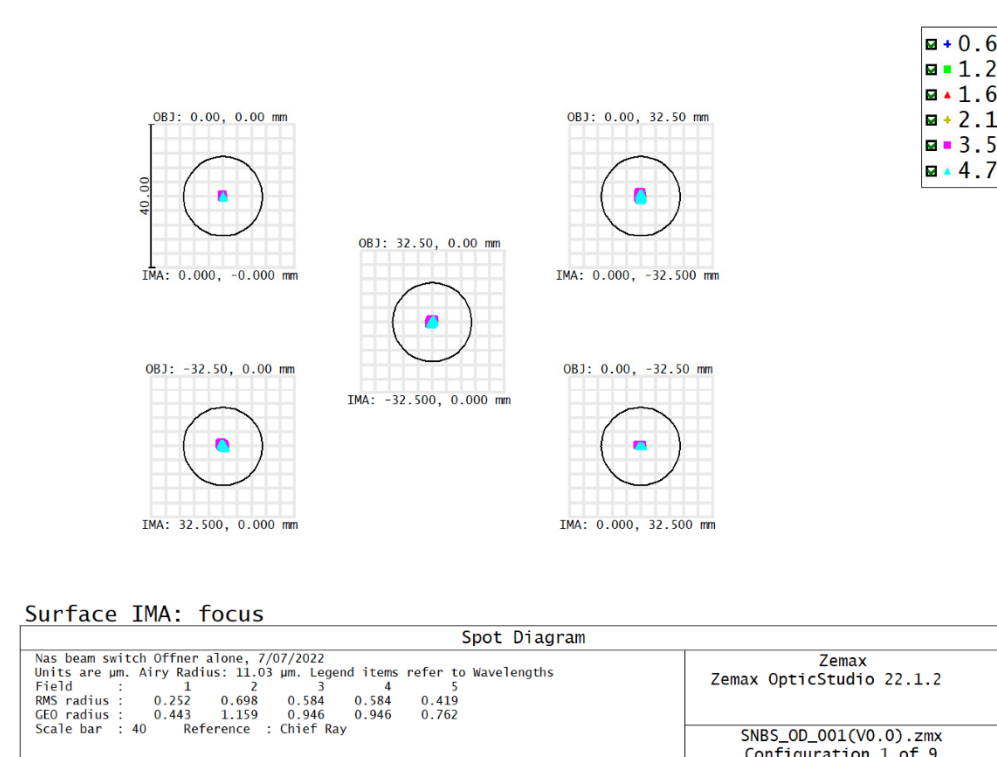 + 0.6
■ 1.2
▲ 1.6
+ 2.1
■ 3.5
▲ 4.7
OBJ: 0.00, 0.00 mm
40.00
IMA: 0.000, -0.000 mm
OBJ: 0.00, 32.50 mm
IMA: 0.000, -32.500 mm
OBJ: 32.50, 0.00 mm
IMA: -32.500, 0.000 mm
OBJ: -32.50, 0.00 mm
IMA: 32.500, 0.000 mm
OBJ: 0.00, -32.50 mm
IMA: 0.000, 32.500 mm
Surface IMA: focus
Spot Diagram
Nas beam switch Offner alone, 7/07/2022
Units are µm. Airy Radius: 11.03 µm. Legend items refer to Wavelengths
Field : 1 2 3 4 5
RMS radius : 0.252 0.698 0.584 0.584 0.419
GEO radius : 0.443 1.159 0.946 0.946 0.762
Scale bar : 40 Reference : Chief Ray
Zemax
Zemax OpticStudio 22.1.2
SNBS_OD_001(V0.0).zmx
Configuration 1 of 9